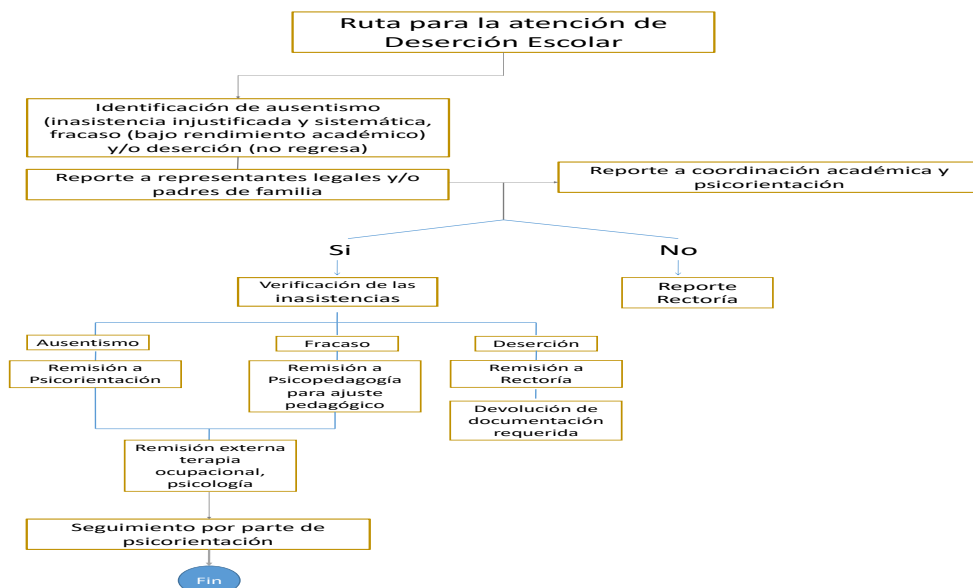 Ruta para la atención de
Deserción Escolar
Identificación de ausentismo
(inasistencia injustificada y sistemática,
fracaso (bajo rendimiento académico)
y/o deserción (no regresa)
Reporte a representantes legales y/o
padres de familia
Reporte a coordinación académica y
psicorientación
Si
No
Verificación de las
inasistencias
Reporte
Rectoría
Ausentismo
Fracaso
Deserción
Remisión a
Psicorientación
Remisión a
Psicopedagogía
para ajuste
pedagógico
Remisión a
Rectoría
Devolución de
documentación
requerida
Remisión externa
terapia
ocupacional,
psicología
Seguimiento por parte de
psicorientación
Fin